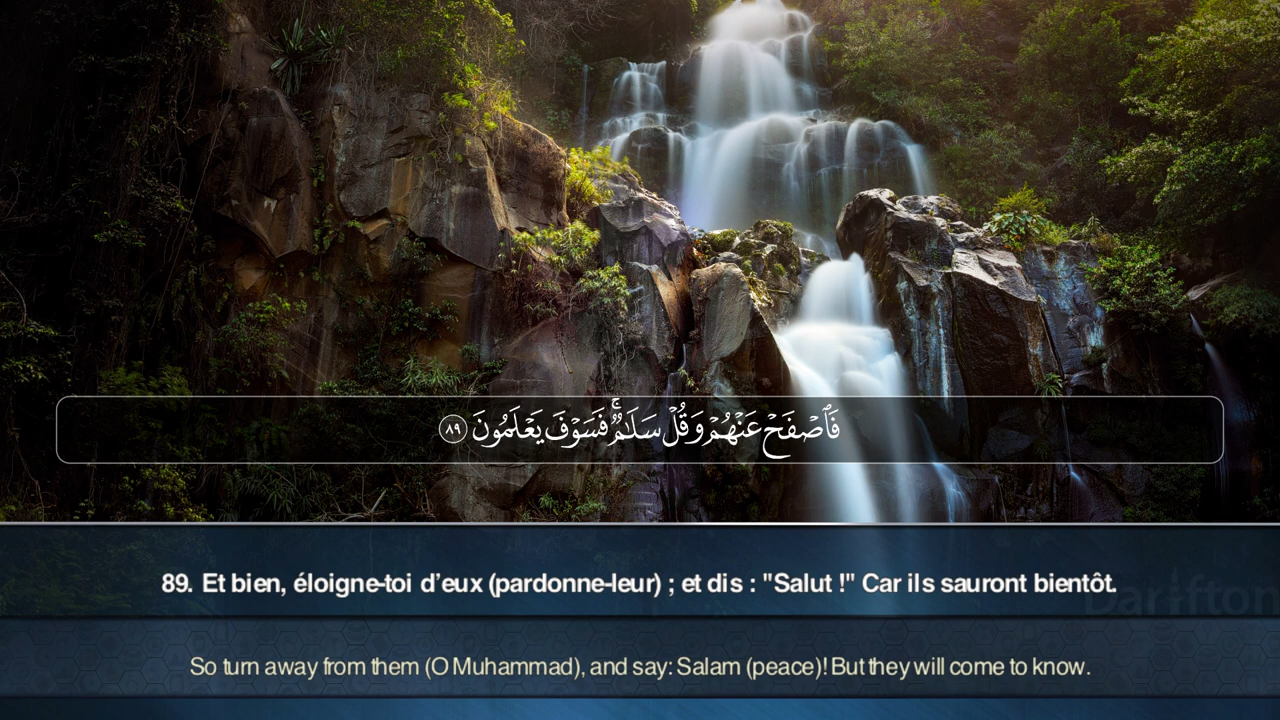 فَٱصۡفَحۡ عَنۡهُمۡ وَقُلۡ سَلَٰمٞۚ فَسَوۡفَ يَعۡلَمُونَ ٨٩
89. Et bien, éloigne-toi d’eux (pardonne-leur) ; et dis : "Salut !" Car ils sauront bientôt.
So turn away from them (O Muhammad), and say: Salam (peace)! But they will come to know.